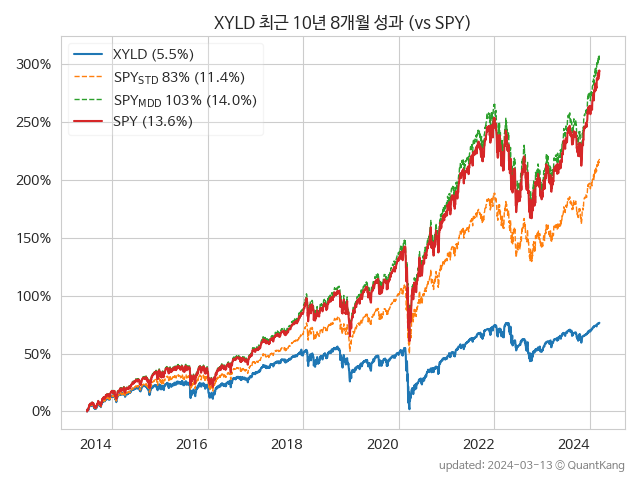 XYLD 최근 10년 8개월 성과 (vs SPY)
XYLD (5.5%)
SPY_STD 83% (11.4%)
SPY_MDD 103% (14.0%)
SPY (13.6%)
300%
250%
200%
150%
100%
50%
0%
2014 2016 2018 2020 2022 2024
updated: 2024-03-13 © QuantKang